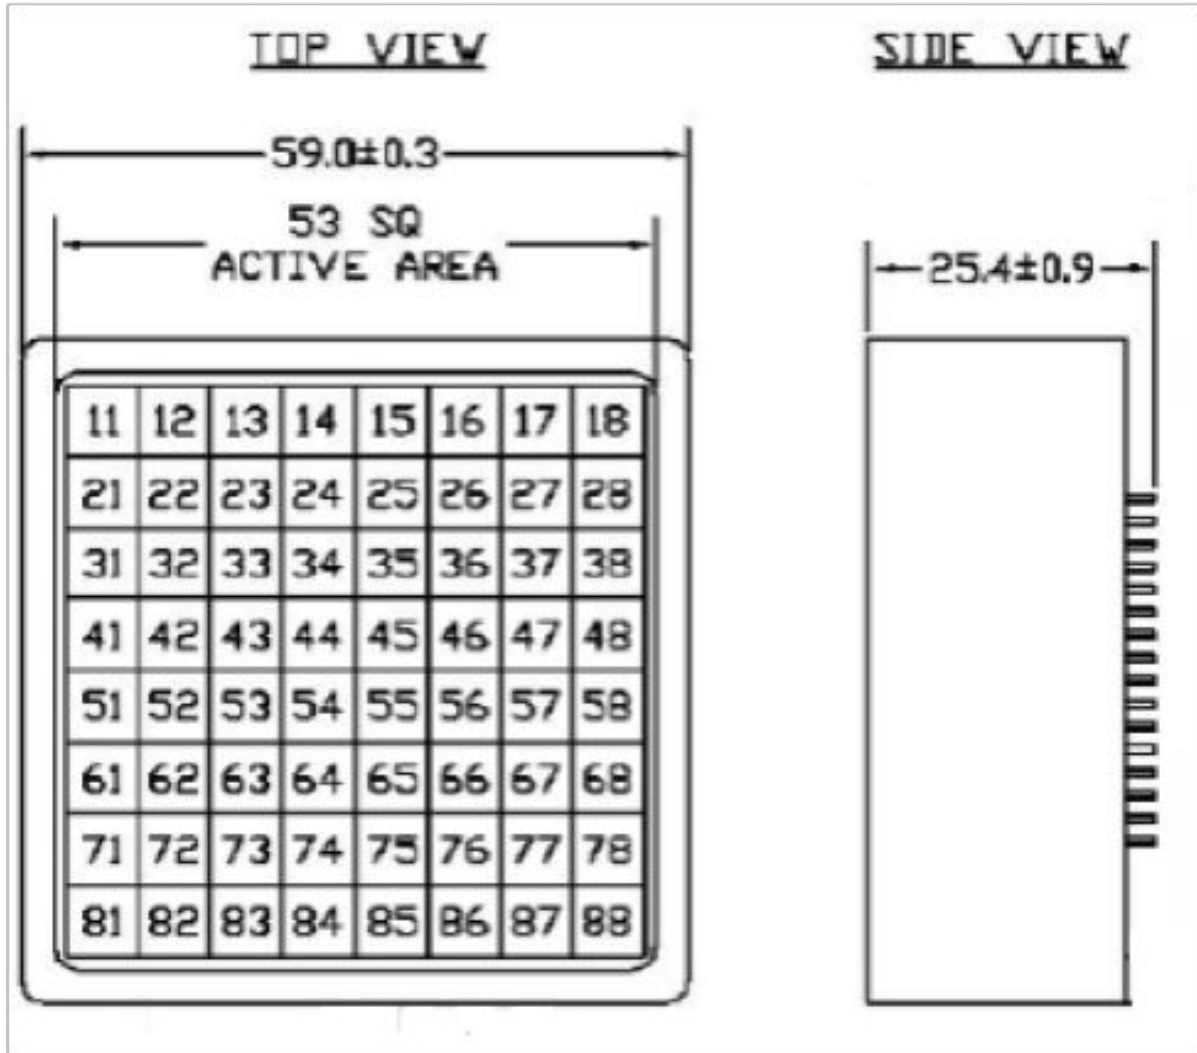 TOP VIEW
SIDE VIEW
59.0±0.3
53 SQ
ACTIVE AREA
25.4±0.9
11 12 13 14 15 16 17 18
21 22 23 24 25 26 27 28
31 32 33 34 35 36 37 38
41 42 43 44 45 46 47 48
51 52 53 54 55 56 57 58
61 62 63 64 65 66 67 68
71 72 73 74 75 76 77 78
81 82 83 84 85 86 87 88